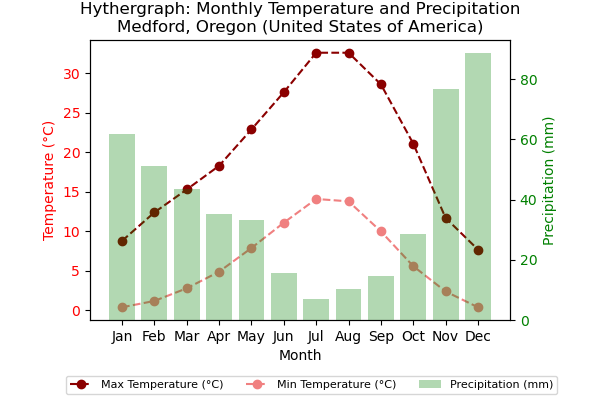 Hythergraph: Monthly Temperature and Precipitation
Medford, Oregon (United States of America)
Temperature (°C)
0
5
10
15
20
25
30
Precipitation (mm)
0
20
40
60
80
Jan Feb Mar Apr May Jun Jul Aug Sep Oct Nov Dec
Month
Max Temperature (°C) Min Temperature (°C) Precipitation (mm)